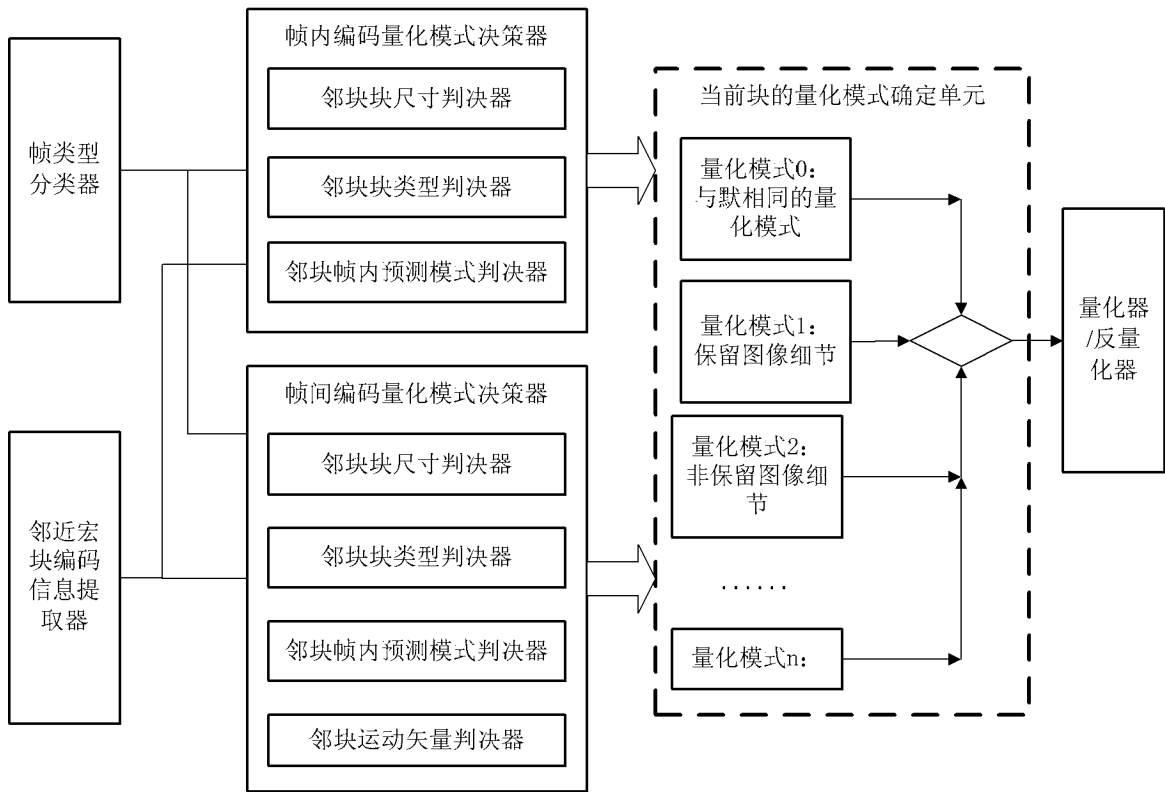 帧类型
分类器
邻近宏
块编码
信息提
取器
帧内编码量化模式决策器
邻块块尺寸判决器
邻块块类型判决器
邻块帧内预测模式判决器
帧间编码量化模式决策器
邻块块尺寸判决器
邻块块类型判决器
邻块帧内预测模式判决器
邻块运动矢量判决器
当前块的量化模式确定单元
量化模式0：
与默相同的量
化模式
量化模式1：
保留图像细节
量化模式2：
非保留图像细
节
......
量化模式n：
量化器
/反量
化器